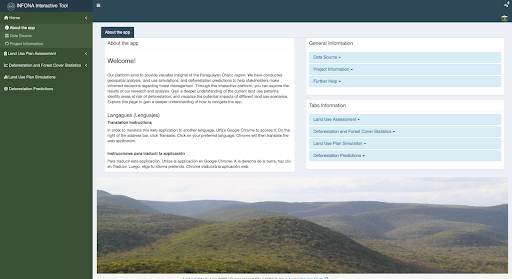 INFONA Interactive Tool
Home
About the app
Data Source
Project Information
Land Use Plan Assessment
Deforestation and Forest Cover Statistics
Land Use Plan Simulations
Deforestation Predictions
About the app
About the app
Welcome!
Our platform aims to provide valuable insights of the Paraguayan Chaco region. We have conducted
geospatial analysis, land use simulations, and deforestation predictions to help stakeholders make
informed decisions regarding forest management. Through the interactive platform, you can explore the
results of our research and analysis. Gain a deeper understanding of the current land use patterns,
identify areas at risk of deforestation, and visualize the potential impacts of different land use scenarios.
Explore this page to gain a deeper understanding of how to navigate the app.
Langagues (Lenguajes)
Translation Instructions
In order to translate this web application to another language. Utilize Google Chrome to access it. On the
right of the address bar, click Translate. Click on your preferred language. Chrome will then translate the
web application.
Instrucciones para traducir la applicación
Para traducir esta aplicación. Utilice la aplicación en Google Chrome. A la derecha de la barra, haz clic
en Traducir. Luego, elige tu idioma preferido. Chrome traducirá la aplicación web.
General Information
Data Source
Project Information
Further Help
Tabs Information
Land Use Assessment
Deforestation and Forest Cover Statistics
Land Use Plan Simulation
Deforestation Predictions